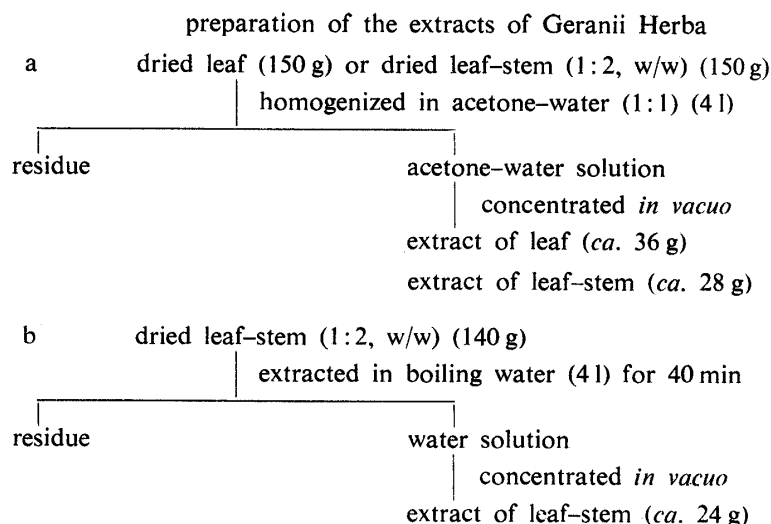 preparation of the extracts of Geranii Herba
a dried leaf (150 g) or dried leaf–stem (1 : 2, w/w) (150 g)
homogenized in acetone–water (1 : 1) (4 l)
residue acetone–water solution
concentrated in vacuo
extract of leaf (ca. 36 g)
extract of leaf–stem (ca. 28 g)
b dried leaf–stem (1 : 2, w/w) (140 g)
extracted in boiling water (4 l) for 40 min
residue water solution
concentrated in vacuo
extract of leaf–stem (ca. 24 g)